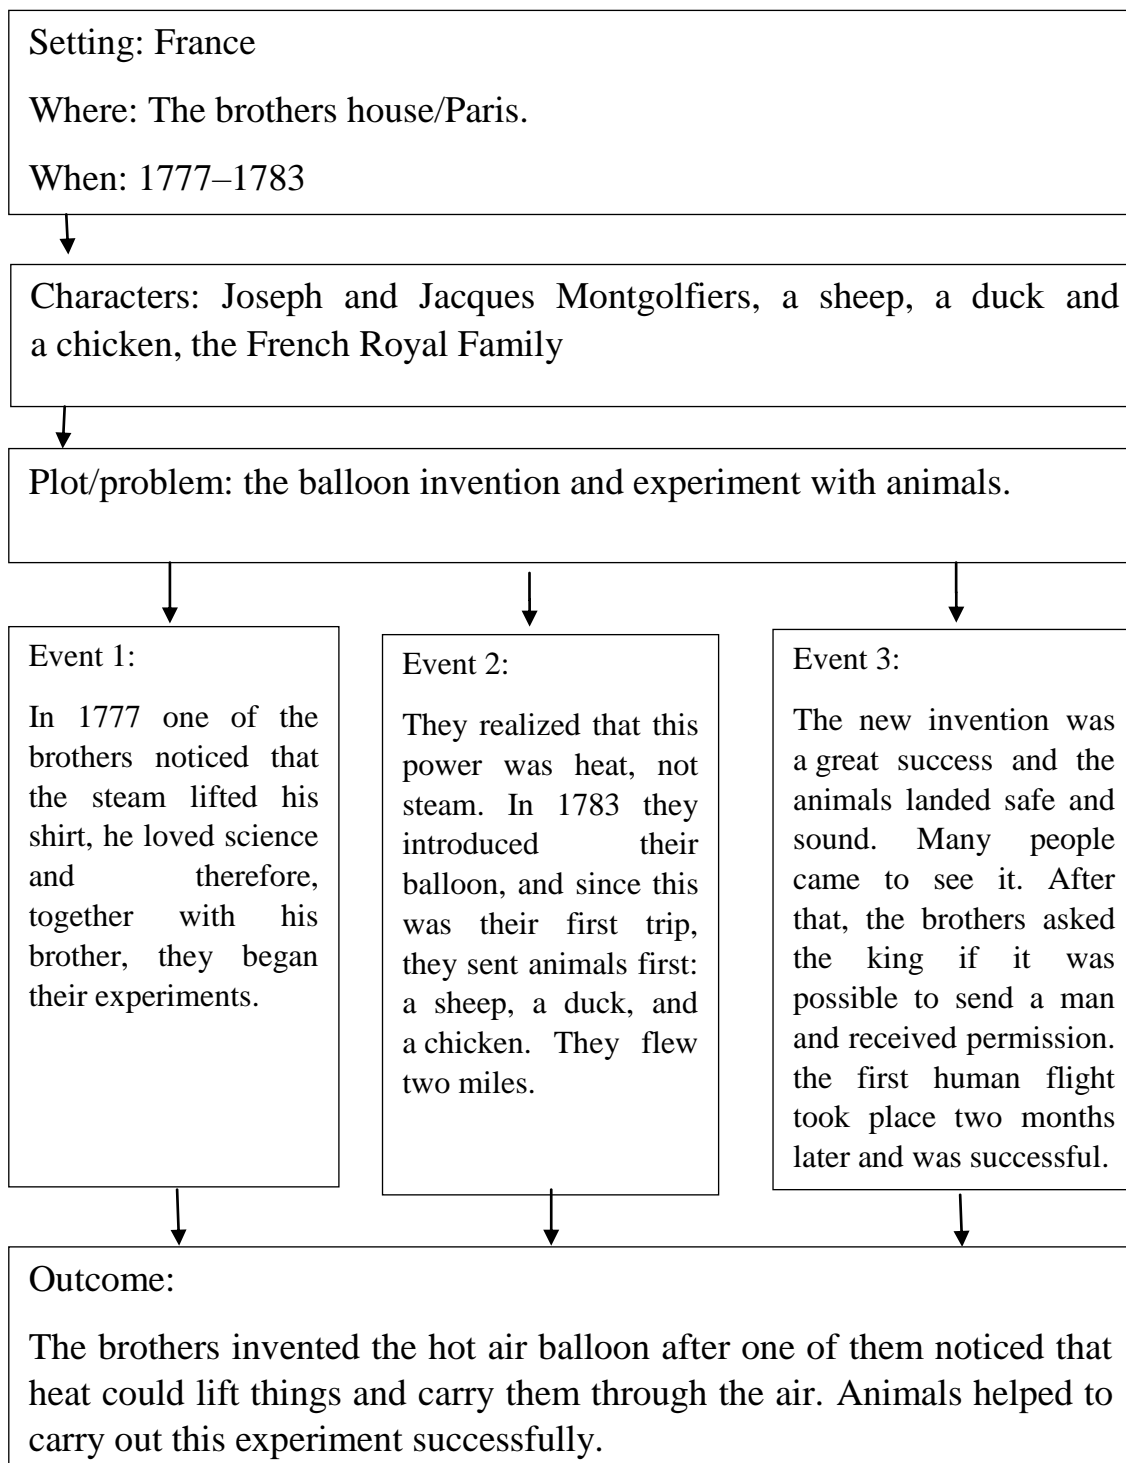 Setting: France
Where: The brothers house/Paris.
When: 1777–1783
Characters: Joseph and Jacques Montgolfiers, a sheep, a duck and
a chicken, the French Royal Family
Plot/problem: the balloon invention and experiment with animals.
Event 1:
In 1777 one of the
brothers noticed that
the steam lifted his
shirt, he loved science
and therefore,
together with his
brother, they began
their experiments.
Event 2:
They realized that this
power was heat, not
steam. In 1783 they
introduced their
balloon, and since this
was their first trip,
they sent animals first:
a sheep, a duck, and
a chicken. They flew
two miles.
Event 3:
The new invention was
a great success and the
animals landed safe and
sound. Many people
came to see it. After
that, the brothers asked
the king if it was
possible to send a man
and received permission.
the first human flight
took place two months
later and was successful.
Outcome:
The brothers invented the hot air balloon after one of them noticed that
heat could lift things and carry them through the air. Animals helped to
carry out this experiment successfully.